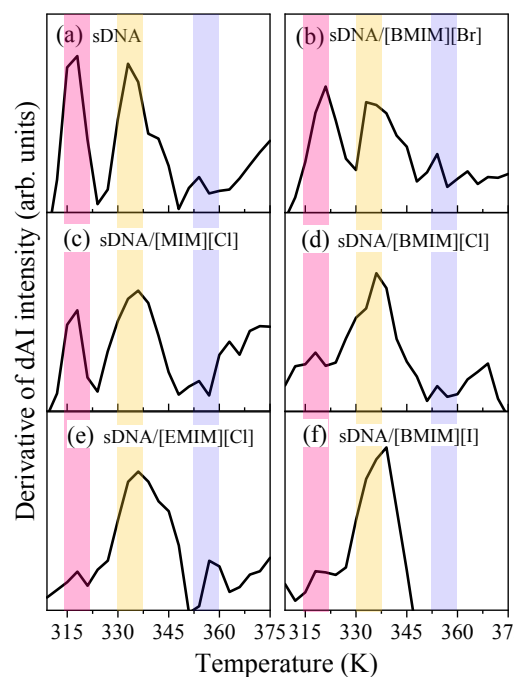 (a) sDNA
(b) sDNA/[BMIM][Br]
(c) sDNA/[MIM][Cl]
(d) sDNA/[BMIM][Cl]
(e) sDNA/[EMIM][Cl]
(f) sDNA/[BMIM][I]
Derivative of dAI intensity (arb. units)
315 330 345 360 375
315 330 345 360 37
Temperature (K)